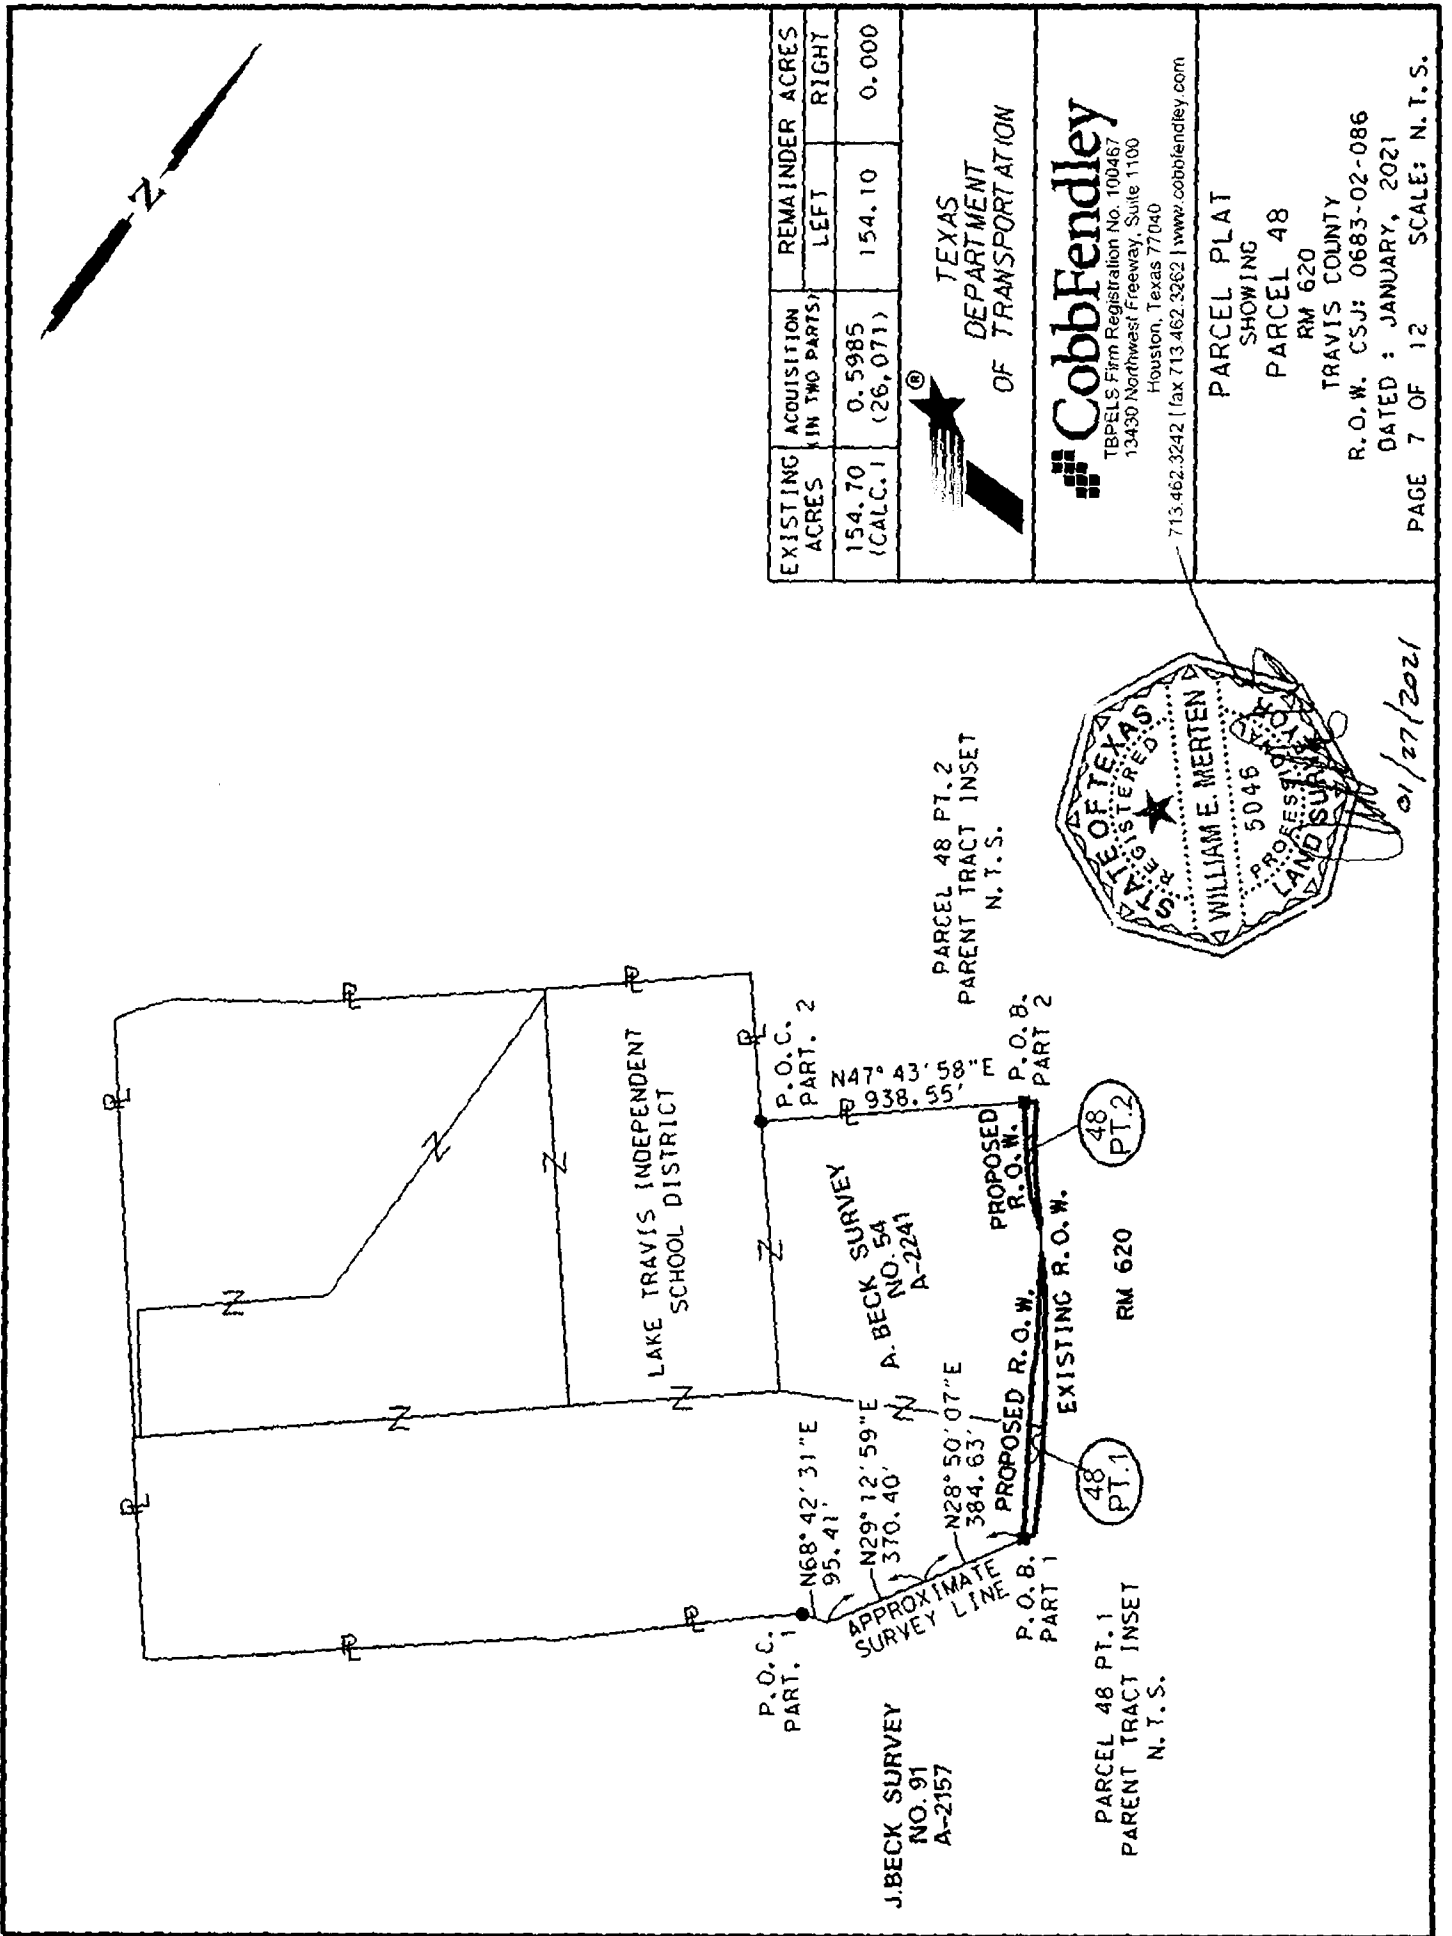 N
LAKE TRAVIS INDEPENDENT
SCHOOL DISTRICT
P.O.C.
PART. 1
P.O.C.
PART. 2
N68°42'31"E
95.41'
N29°12'59"E
370.40'
N28°50'07"E
384.63'
N47°43'58"E
938.55'
A. BECK SURVEY
NO. 54
A-2241
J.BECK SURVEY
NO. 91
A-2157
APPROXIMATE
SURVEY LINE
PROPOSED R.O.W.
PROPOSED
R.O.W.
EXISTING R.O.W.
P.O.B.
PART 1
P.O.B.
PART 2
48
PT.1
48
PT.2
RM 620
PARCEL 48 PT.1
PARENT TRACT INSET
N.T.S.
PARCEL 48 PT.2
PARENT TRACT INSET
N.T.S.
STATE OF TEXAS
REGISTERED
WILLIAM E. MERTEN
5046
PROFESSIONAL
LAND SURVEYOR
01/27/2021
EXISTING ACRES
ACQUISITION (IN TWO PARTS)
REMAINDER ACRES
LEFT RIGHT
154.70 0.5985 154.10 0.000
(CALC.) (26,071)
®
TEXAS
DEPARTMENT
OF TRANSPORTATION
CobbFendley
TBPELS Firm Registration No. 100467
13430 Northwest Freeway, Suite 1100
Houston, Texas 77040
713.462.3242 | fax 713.462.3262 | www.cobbfendley.com
PARCEL PLAT
SHOWING
PARCEL 48
RM 620
TRAVIS COUNTY
R.O.W. CSJ: 0683-02-086
DATED : JANUARY, 2021
PAGE 7 OF 12 SCALE: N.T.S.